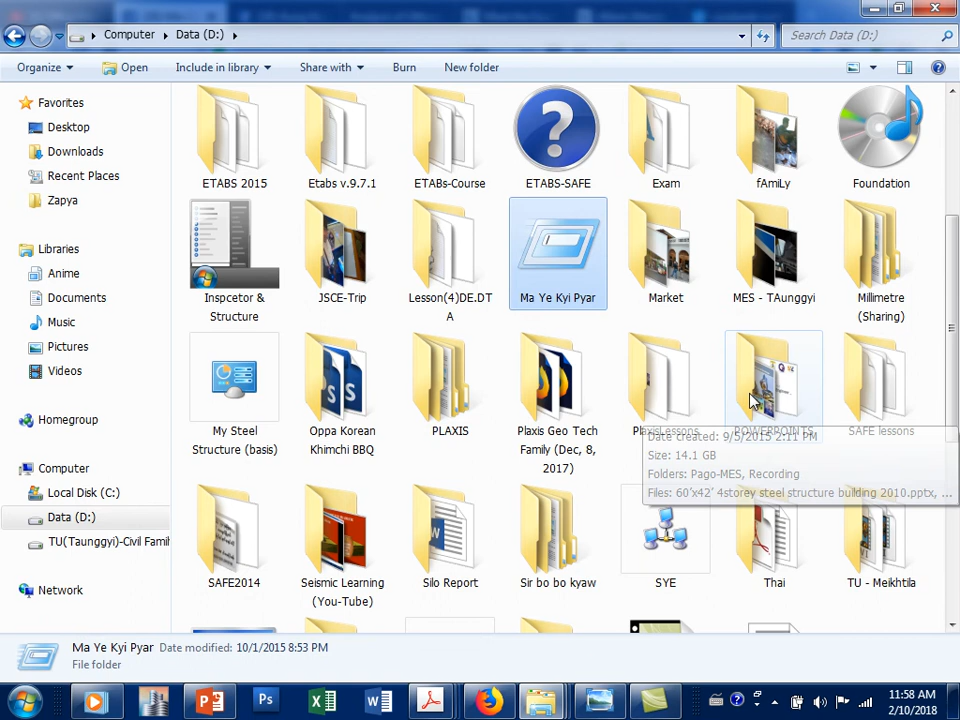 Computer
Data (D:)
Search Data (D:)
Organize
Open
Include in library
Share with
Burn
New folder
Favorites
Desktop
Downloads
Recent Places
Zapya
Libraries
Anime
Documents
Music
Pictures
Videos
Homegroup
Computer
Local Disk (C:)
Data (D:)
TU(Taunggyi)-Civil Famil
Network
ETABS 2015
Etabs v.9.7.1
ETABs-Course
ETABS-SAFE
Exam
fAmiLy
Foundation
Inspcetor &
Structure
JSCE-Trip
Lesson(4)DE.DT
A
Ma Ye Kyi Pyar
Market
MES - TAunggyi
Millimetre
(Sharing)
My Steel
Structure (basis)
Oppa Korean
Khimchi BBQ
PLAXIS
Plaxis Geo Tech
Family (Dec, 8,
2017)
PlaxisLessons
POWERPOINTS
SAFE lessons
Date created: 9/5/2015 2:11 PM
Size: 14.1 GB
Folders: Pago-MES, Recording
Files: 60'x42' 4storey steel structure building 2010.pptx, ...
SAFE2014
Seismic Learning
(You-Tube)
Silo Report
Sir bo bo kyaw
SYE
Thai
TU - Meikhtila
Ma Ye Kyi Pyar Date modified: 10/1/2015 8:53 PM
File folder
Ps
11:58 AM
2/10/2018